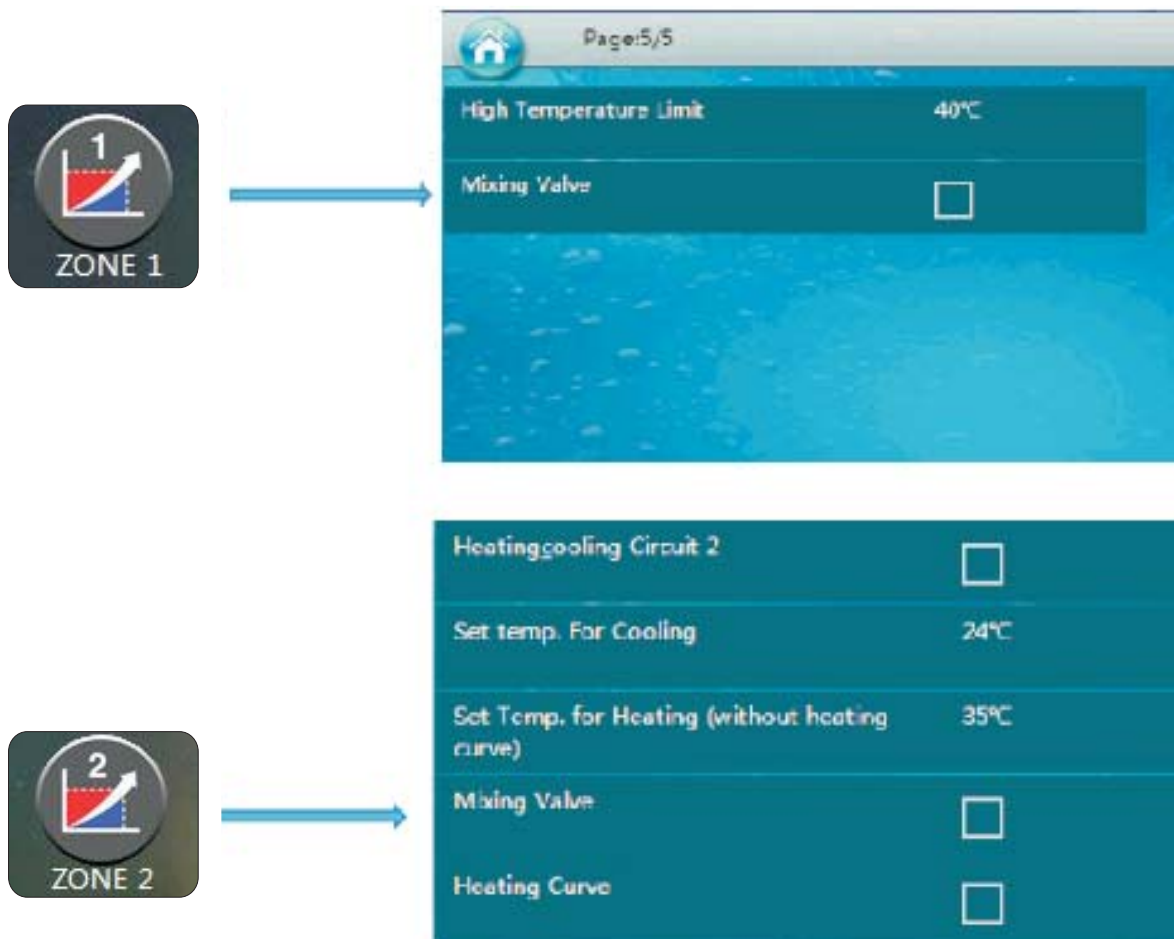 Page:5/5
High Temperature Limit 40℃
Mixing Valve
1
ZONE 1
Heatingcooling Circuit 2
Set temp. For Cooling 24℃
Set Temp. for Heating (without heating 35℃
curve)
Mixing Valve
2
ZONE 2
Heating Curve